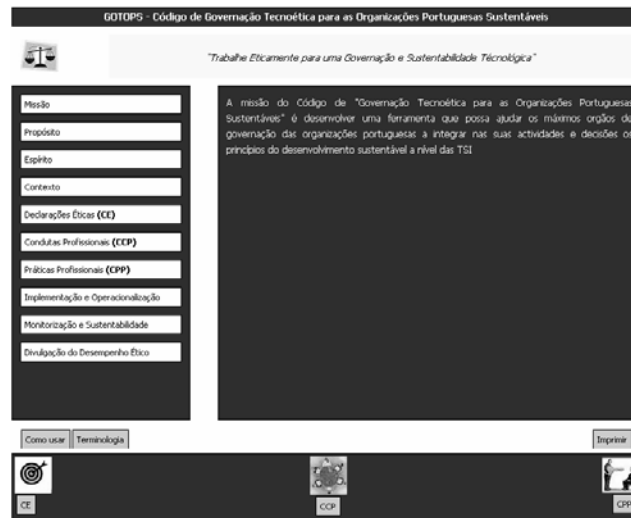 GOTOPS - Código de Governação Tecnoética para as Organizações Portuguesas Sustentáveis
"Trabalhe Eticamente para uma Governação e Sustentabilidade Técnológica"
Missão
Propósito
Espírito
Contexto
Declarações Éticas (CE)
Condutas Profissionais (CCP)
Práticas Profissionais (CPP)
Implementação e Operacionalização
Monitorização e Sustentabilidade
Divulgação do Desempenho Ético
A missão do Código de "Governação Tecnoética para as Organizações Portuguesas
Sustentáveis" é desenvolver uma ferramenta que possa ajudar os máximos orgãos de
governação das organizações portuguesas a integrar nas suas actividades e decisões os
princípios do desenvolvimento sustentável a nível das TSI
Como usar Terminologia Imprimir
CE CCP CPP